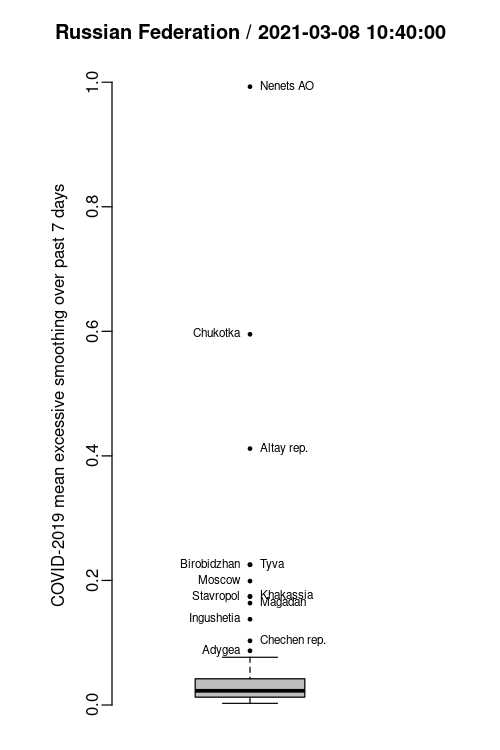 Russian Federation / 2021-03-08 10:40:00
COVID-2019 mean excessive smoothing over past 7 days
1.0
0.8
0.6
0.4
0.2
0.0
Nenets AO
Chukotka
Altay rep.
Birobidzhan
Tyva
Moscow
Stavropol
Khakassia
Magadan
Ingushetia
Chechen rep.
Adygea